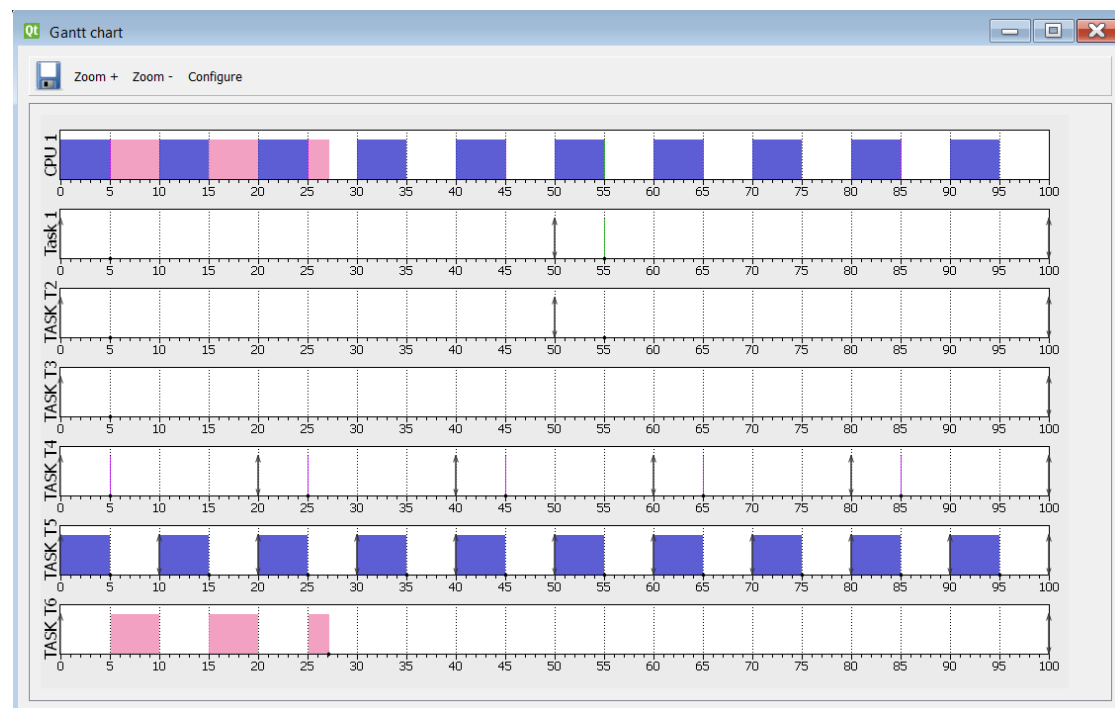 Qt Gantt chart
Zoom + Zoom - Configure
CPU 1
0 5 10 15 20 25 30 35 40 45 50 55 60 65 70 75 80 85 90 95 100
Task 1
0 5 10 15 20 25 30 35 40 45 50 55 60 65 70 75 80 85 90 95 100
TASK T2
0 5 10 15 20 25 30 35 40 45 50 55 60 65 70 75 80 85 90 95 100
TASK T3
0 5 10 15 20 25 30 35 40 45 50 55 60 65 70 75 80 85 90 95 100
TASK T4
0 5 10 15 20 25 30 35 40 45 50 55 60 65 70 75 80 85 90 95 100
TASK T5
0 5 10 15 20 25 30 35 40 45 50 55 60 65 70 75 80 85 90 95 100
TASK T6
0 5 10 15 20 25 30 35 40 45 50 55 60 65 70 75 80 85 90 95 100